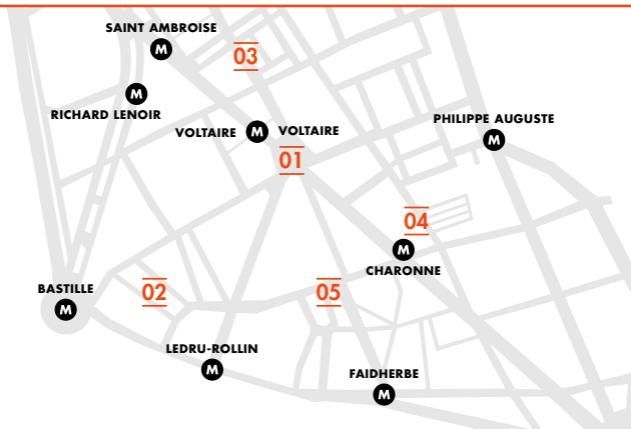 SAINT AMBROISE
M
03
M
RICHARD LENOIR
VOLTAIRE M VOLTAIRE
PHILIPPE AUGUSTE
M
01
04
M
CHARONNE
BASTILLE
M
02
05
LEDRU-ROLLIN
M
FAIDHERBE
M